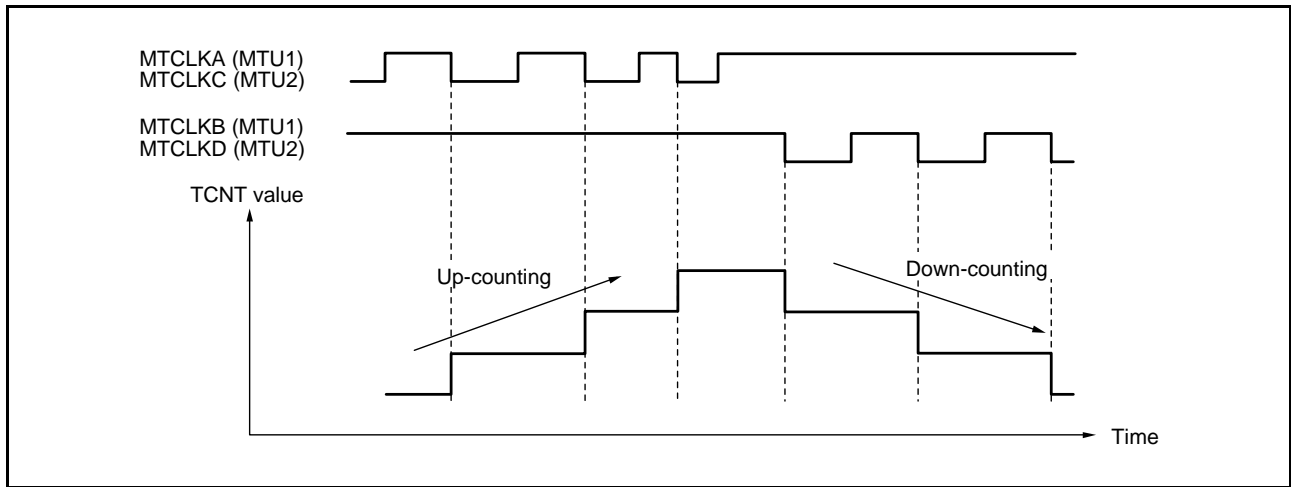 MTCLKA (MTU1)
MTCLKC (MTU2)
MTCLKB (MTU1)
MTCLKD (MTU2)
TCNT value
Up-counting
Down-counting
Time